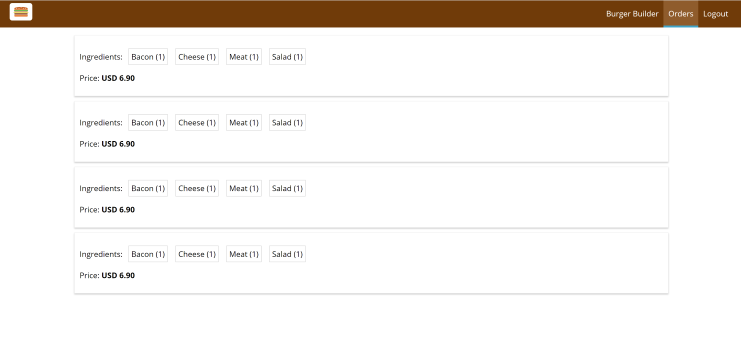 Burger Builder Orders Logout
Ingredients: Bacon (1) Cheese (1) Meat (1) Salad (1)
Price: USD 6.90
Ingredients: Bacon (1) Cheese (1) Meat (1) Salad (1)
Price: USD 6.90
Ingredients: Bacon (1) Cheese (1) Meat (1) Salad (1)
Price: USD 6.90
Ingredients: Bacon (1) Cheese (1) Meat (1) Salad (1)
Price: USD 6.90